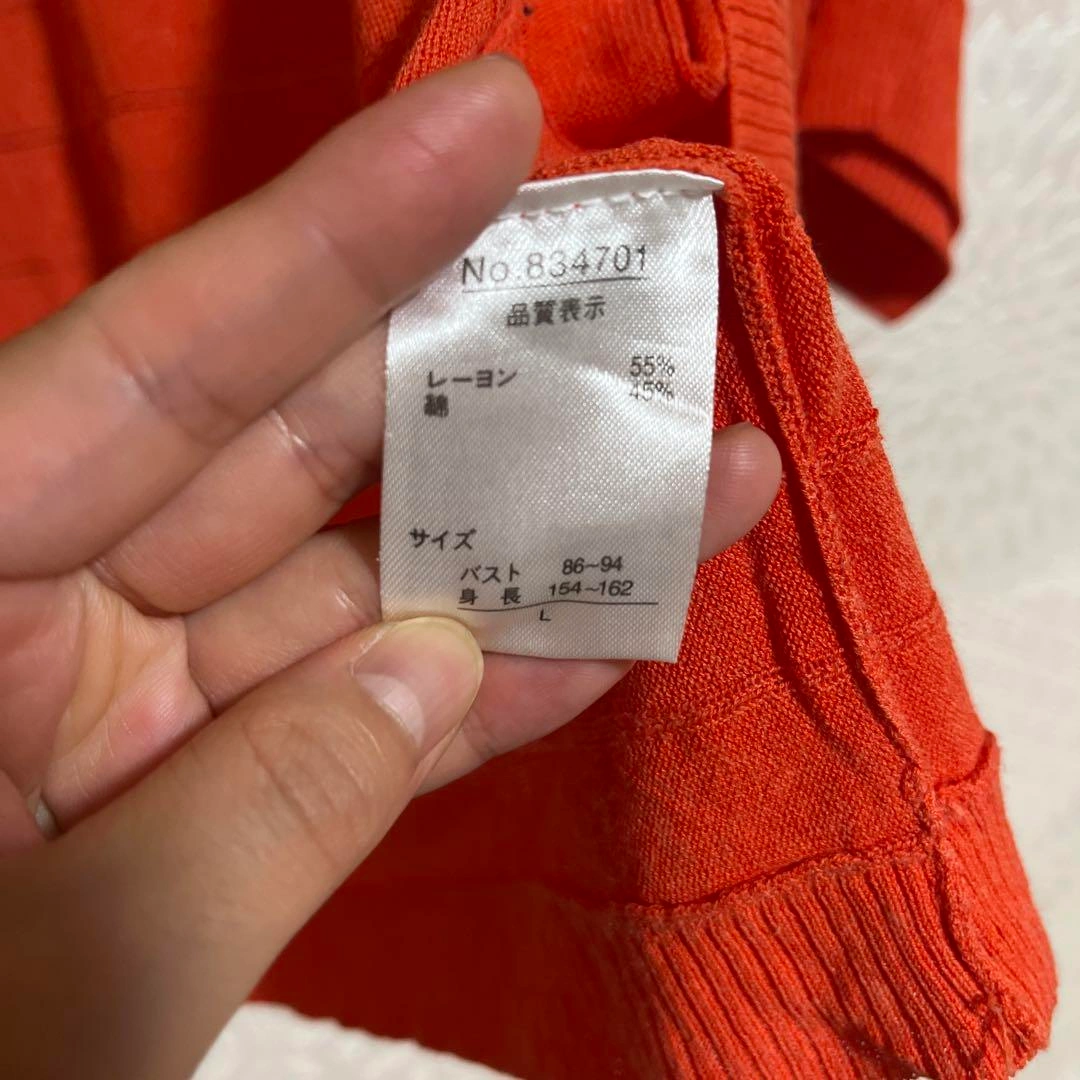 No.834701
品質表示
レーヨン 55%
綿 45%
サイズ
バスト 86~94
身 長 154~162
L